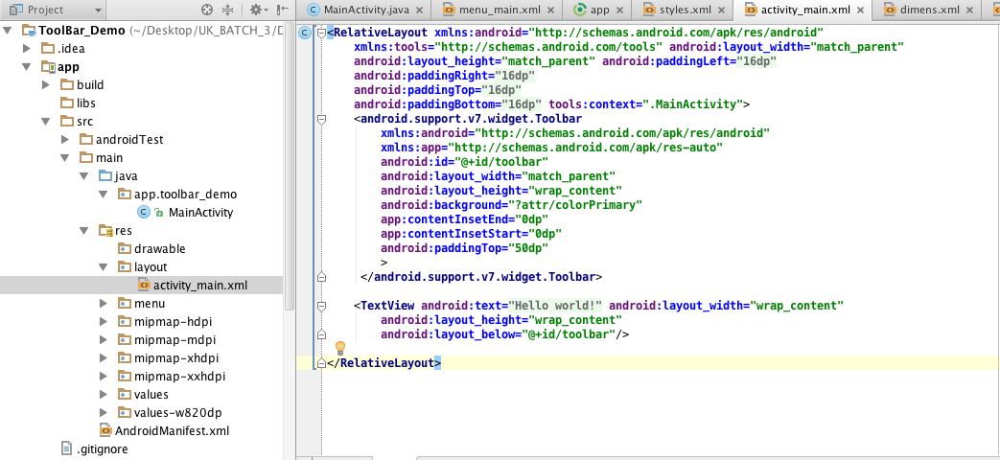 Project
MainActivity.java
menu_main.xml
app
styles.xml
activity_main.xml
dimens.xml
ToolBar_Demo (~/Desktop/UK_BATCH_3/D
.idea
app
build
libs
src
androidTest
main
java
app.toolbar_demo
MainActivity
res
drawable
layout
activity_main.xml
menu
mipmap-hdpi
mipmap-mdpi
mipmap-xhdpi
mipmap-xxhdpi
values
values-w820dp
AndroidManifest.xml
.gitignore
<RelativeLayout xmlns:android="http://schemas.android.com/apk/res/android"
xmlns:tools="http://schemas.android.com/tools" android:layout_width="match_parent"
android:layout_height="match_parent" android:paddingLeft="16dp"
android:paddingRight="16dp"
android:paddingTop="16dp"
android:paddingBottom="16dp" tools:context=".MainActivity">
<android.support.v7.widget.Toolbar
xmlns:android="http://schemas.android.com/apk/res/android"
xmlns:app="http://schemas.android.com/apk/res-auto"
android:id="@+id/toolbar"
android:layout_width="match_parent"
android:layout_height="wrap_content"
android:background="?attr/colorPrimary"
app:contentInsetEnd="0dp"
app:contentInsetStart="0dp"
android:paddingTop="50dp"
>
</android.support.v7.widget.Toolbar>
<TextView android:text="Hello world!" android:layout_width="wrap_content"
android:layout_height="wrap_content"
android:layout_below="@+id/toolbar"/>
</RelativeLayout>